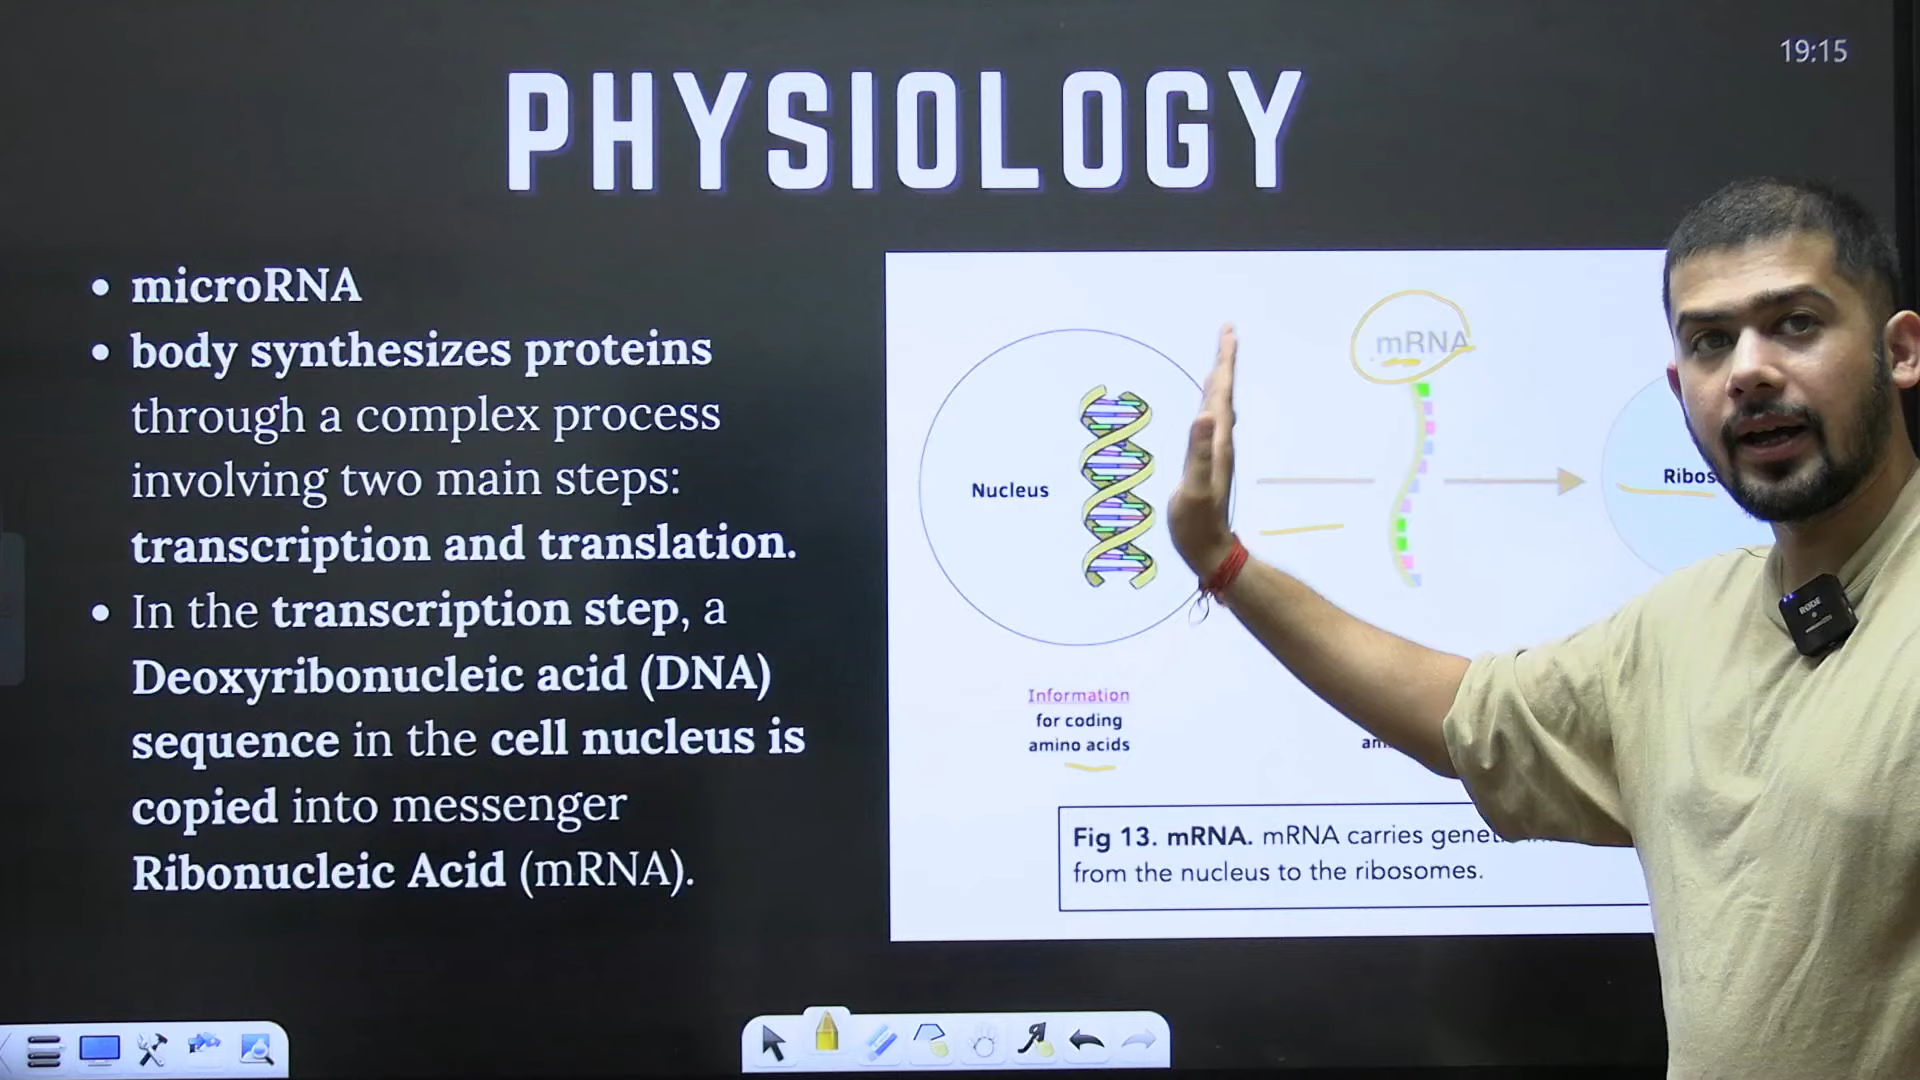 19:15
PHYSIOLOGY
• microRNA
• body synthesizes proteins
through a complex process
involving two main steps:
transcription and translation.
• In the transcription step, a
Deoxyribonucleic acid (DNA)
sequence in the cell nucleus is
copied into messenger
Ribonucleic Acid (mRNA).
mRNA
Nucleus
Information
for coding
amino acids
Fig 13. mRNA. mRNA carries
from the nucleus to the ribosomes.
RØDE